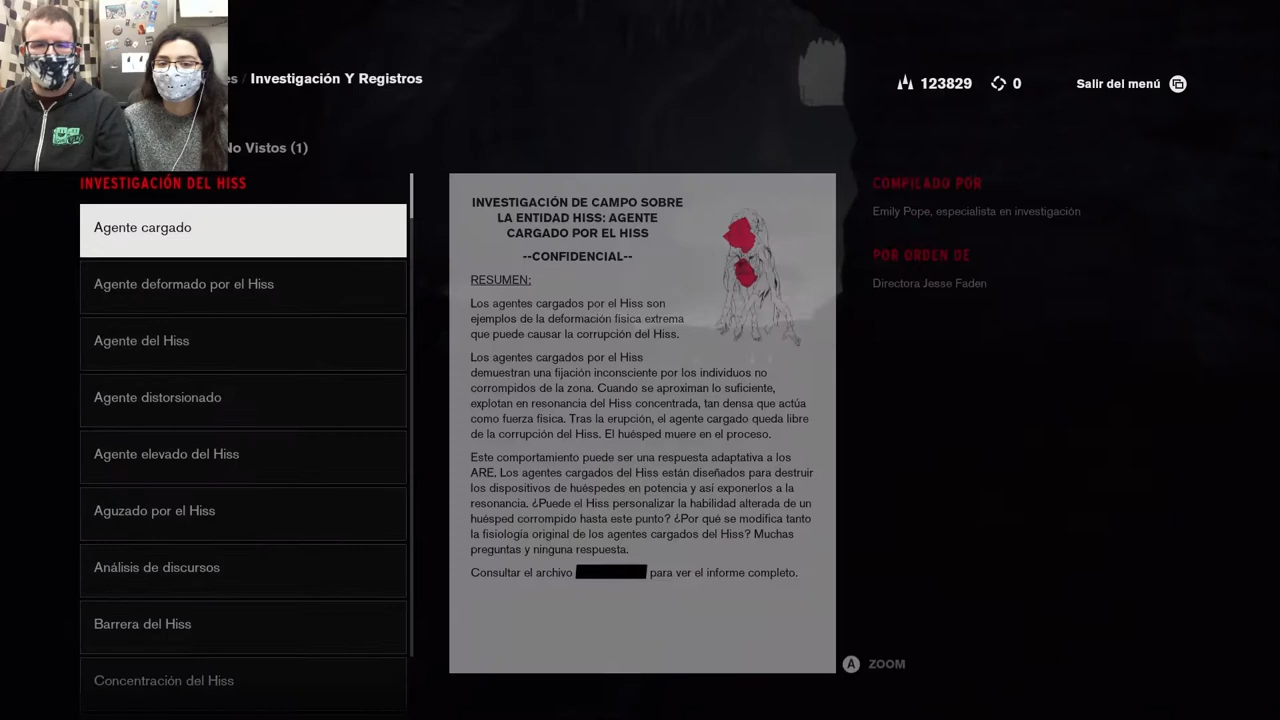 es / Investigación Y Registros
123829
0
Salir del menú
No Vistos (1)
INVESTIGACIÓN DEL HISS
Agente cargado
Agente deformado por el Hiss
Agente del Hiss
Agente distorsionado
Agente elevado del Hiss
Aguzado por el Hiss
Análisis de discursos
Barrera del Hiss
Concentración del Hiss
INVESTIGACIÓN DE CAMPO SOBRE
LA ENTIDAD HISS: AGENTE
CARGADO POR EL HISS
--CONFIDENCIAL--
RESUMEN:
Los agentes cargados por el Hiss son
ejemplos de la deformación física extrema
que puede causar la corrupción del Hiss.
Los agentes cargados por el Hiss
demuestran una fijación inconsciente por los individuos no
corrompidos de la zona. Cuando se aproximan lo suficiente,
explotan en resonancia del Hiss concentrada, tan densa que actúa
como fuerza física. Tras la erupción, el agente cargado queda libre
de la corrupción del Hiss. El huésped muere en el proceso.
Este comportamiento puede ser una respuesta adaptativa a los
ARE. Los agentes cargados del Hiss están diseñados para destruir
los dispositivos de huéspedes en potencia y así exponerlos a la
resonancia. ¿Puede el Hiss personalizar la habilidad alterada de un
huésped corrompido hasta este punto? ¿Por qué se modifica tanto
la fisiología original de los agentes cargados del Hiss? Muchas
preguntas y ninguna respuesta.
Consultar el archivo para ver el informe completo.
COMPILADO POR
Emily Pope, especialista en investigación
POR ORDEN DE
Directora Jesse Faden
A ZOOM